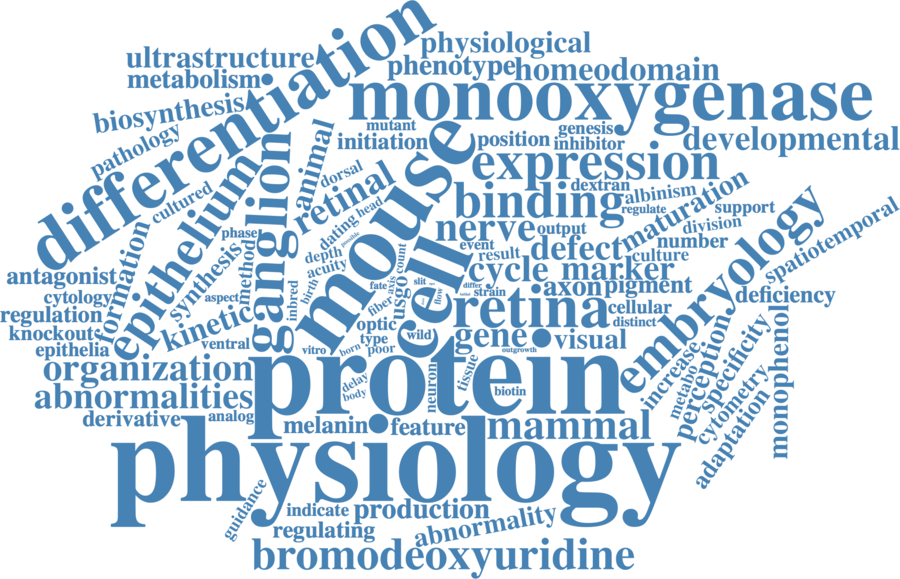 differentiation
physiological
ultrastructure
phenotype
homeodomain
metabolism
monooxygenase
biosynthesis
mutant
genesis
developmental
pathology
initiation
position
inhibitor
mouse
animal
dorsal
expression
epithelium
ganglion
retinal
dextran
albinism
maturation
cultured
binding
regulate
support
head
dating
nerve
output
division
embryology
spatiotemporal
phase
possible
event
defect
number
formation
synthesis
method
depth
count
cell
result
culture
antagonist
acuity
cycle
marker
cytology
aspect
inbred
birth
fate
axis
slit
flow
differ
strain
axon
pigment
deficiency
regulation
kinetic
fiber
usgo
retina
cellular
knockouts
optic
distinct
wild
gene
visual
epithelia
ventral
vitro
born
type
poor
outgrowth
perception
specificity
monophenol
organization
protein
tissue
increase
metabo
abnormalities
delay
body
neuron
biotin
cytometry
adaptation
derivative
analog
melanin
feature
mammal
physiology
guidance
indicate
production
regulating
abnormality
bromodeoxyuridine